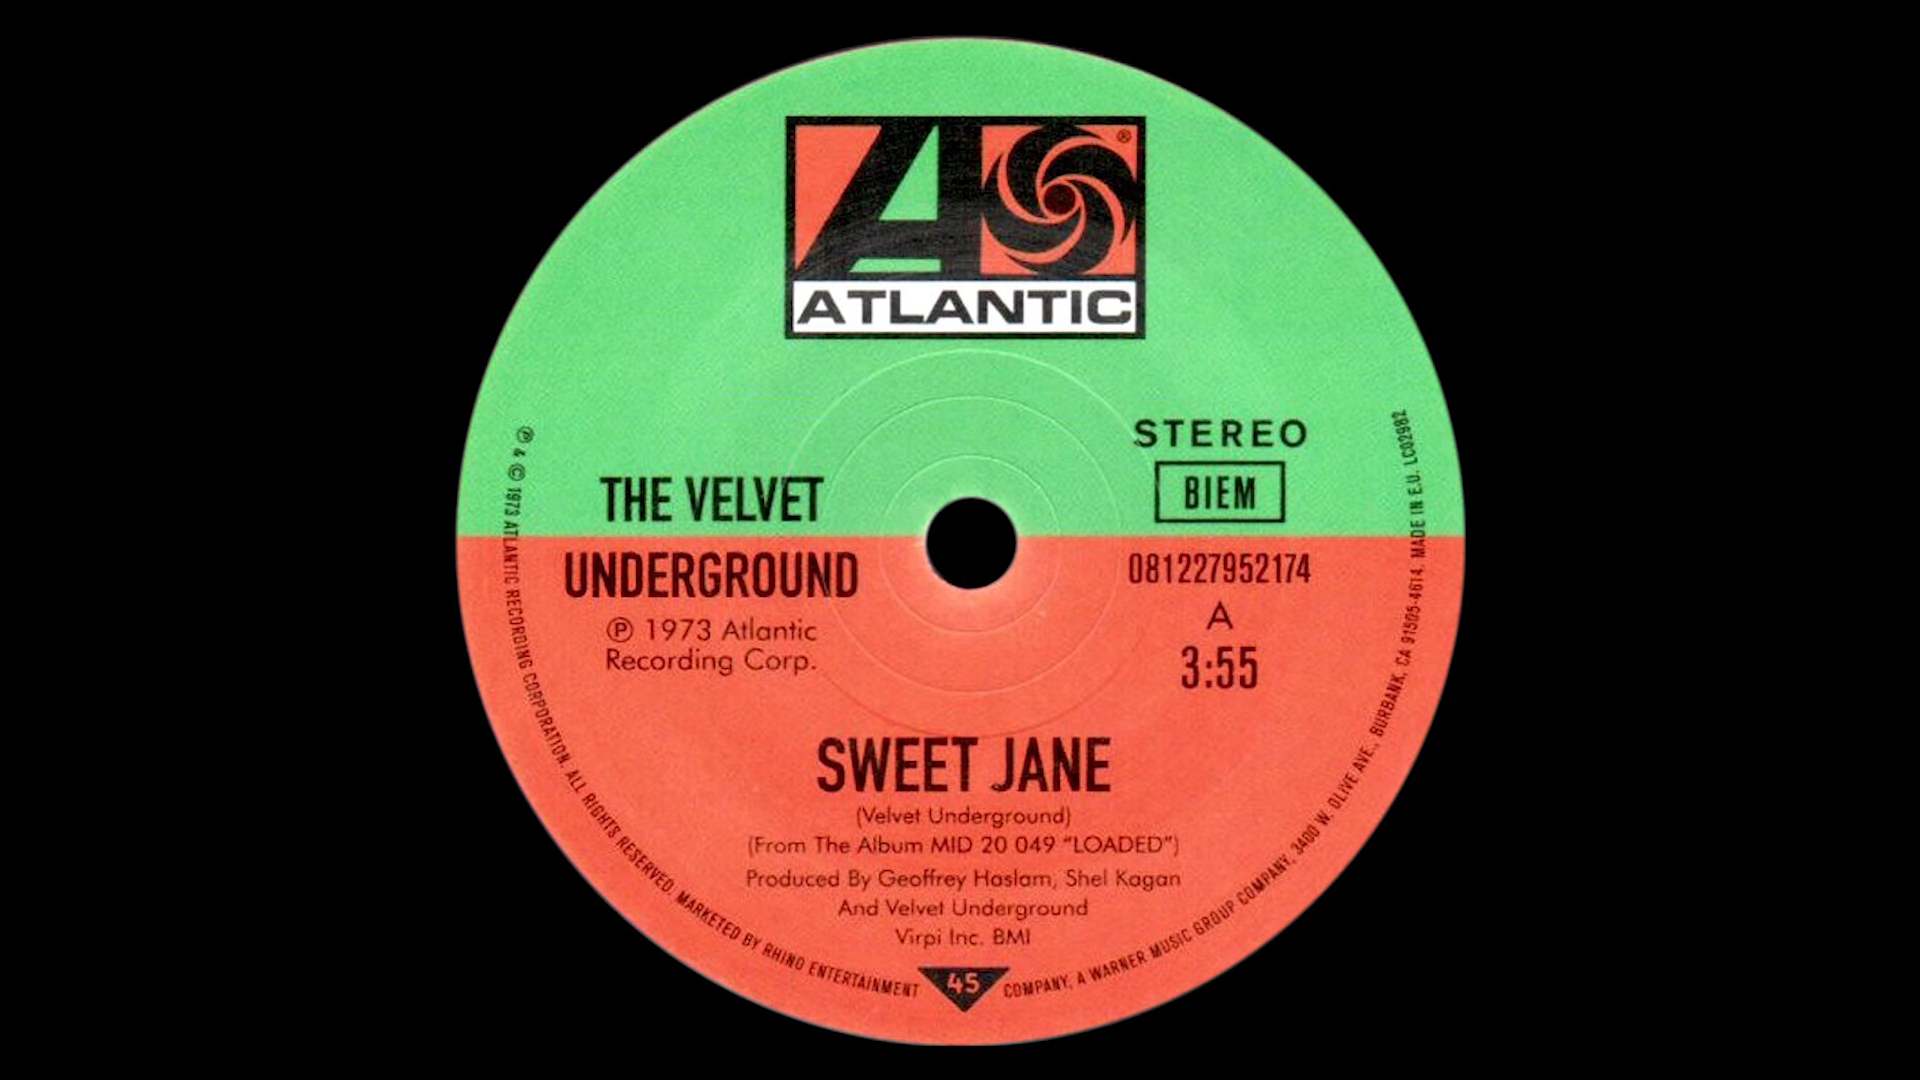 ATLANTIC
®
STEREO
BIEM
THE VELVET
UNDERGROUND
℗ 1973 Atlantic
Recording Corp.
081227952174
A
3:55
SWEET JANE
(Velvet Underground)
(From The Album MID 20 049 “LOADED”)
Produced By Geoffrey Haslam, Shel Kagan
And Velvet Underground
Virpi Inc. BMI
45
℗ & © 1973 ATLANTIC RECORDING CORPORATION. ALL RIGHTS RESERVED. MARKETED BY RHINO ENTERTAINMENT COMPANY, A WARNER MUSIC GROUP COMPANY, 3400 W. OLIVE AVE., BURBANK, CA 91505-4614. MADE IN E.U. LC02982